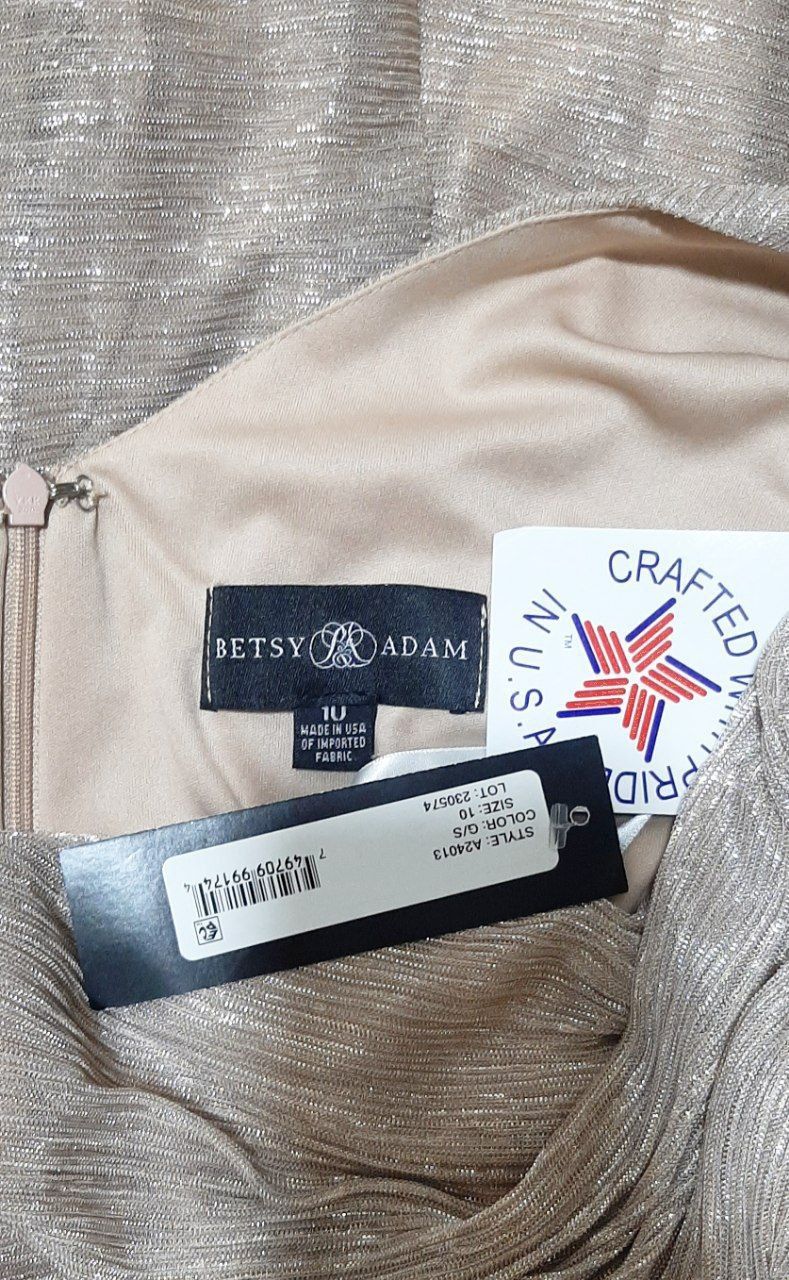 CRAFTED WITH PRIDE
IN U.S.A
TM
BETSY ADAM
10
MADE IN USA
OF IMPORTED
FABRIC
STYLE: A24013
COLOR: G/S
SIZE: 10
LOT: 230574
7 49709 99174 4